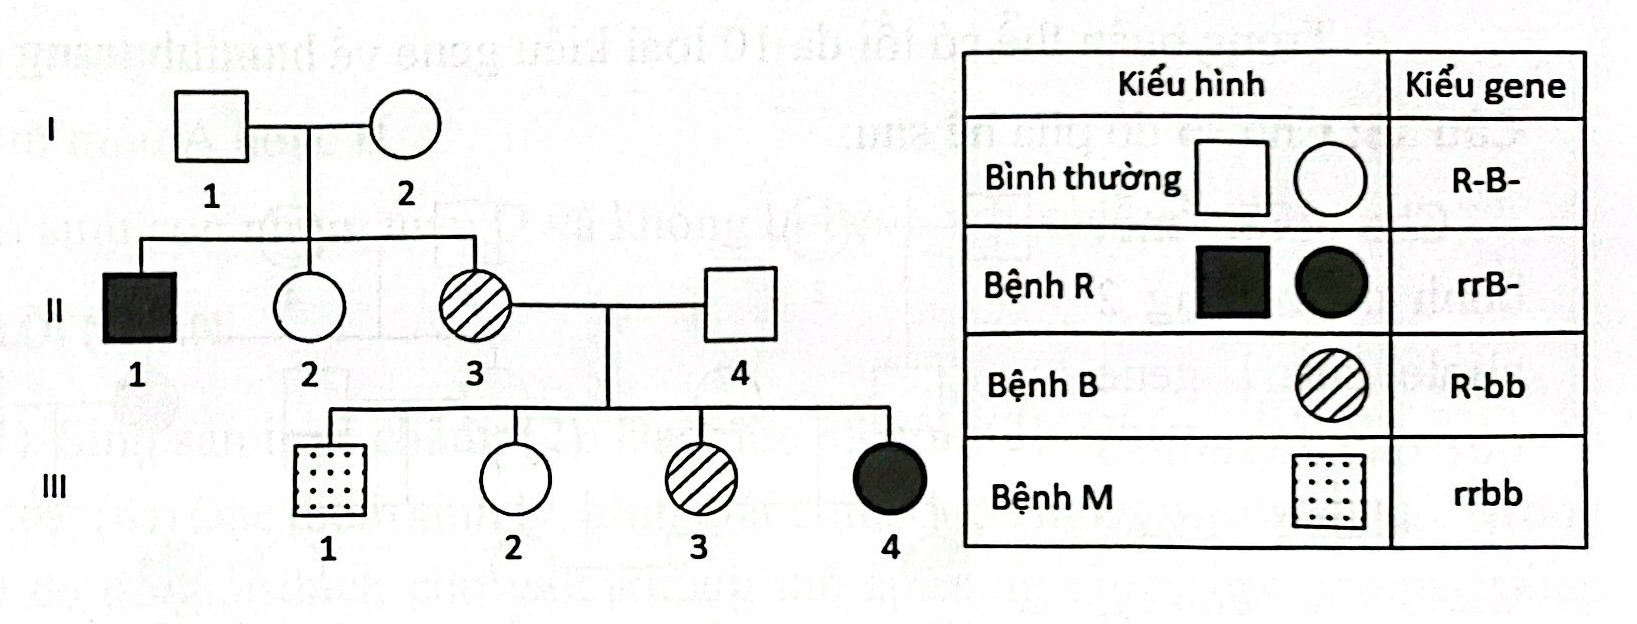 I
1
2
II
1
2
3
4
III
1
2
3
4
Kiểu hình Kiểu gene
Bình thường R-B-
Bệnh R rrB-
Bệnh B R-bb
Bệnh M rrbb